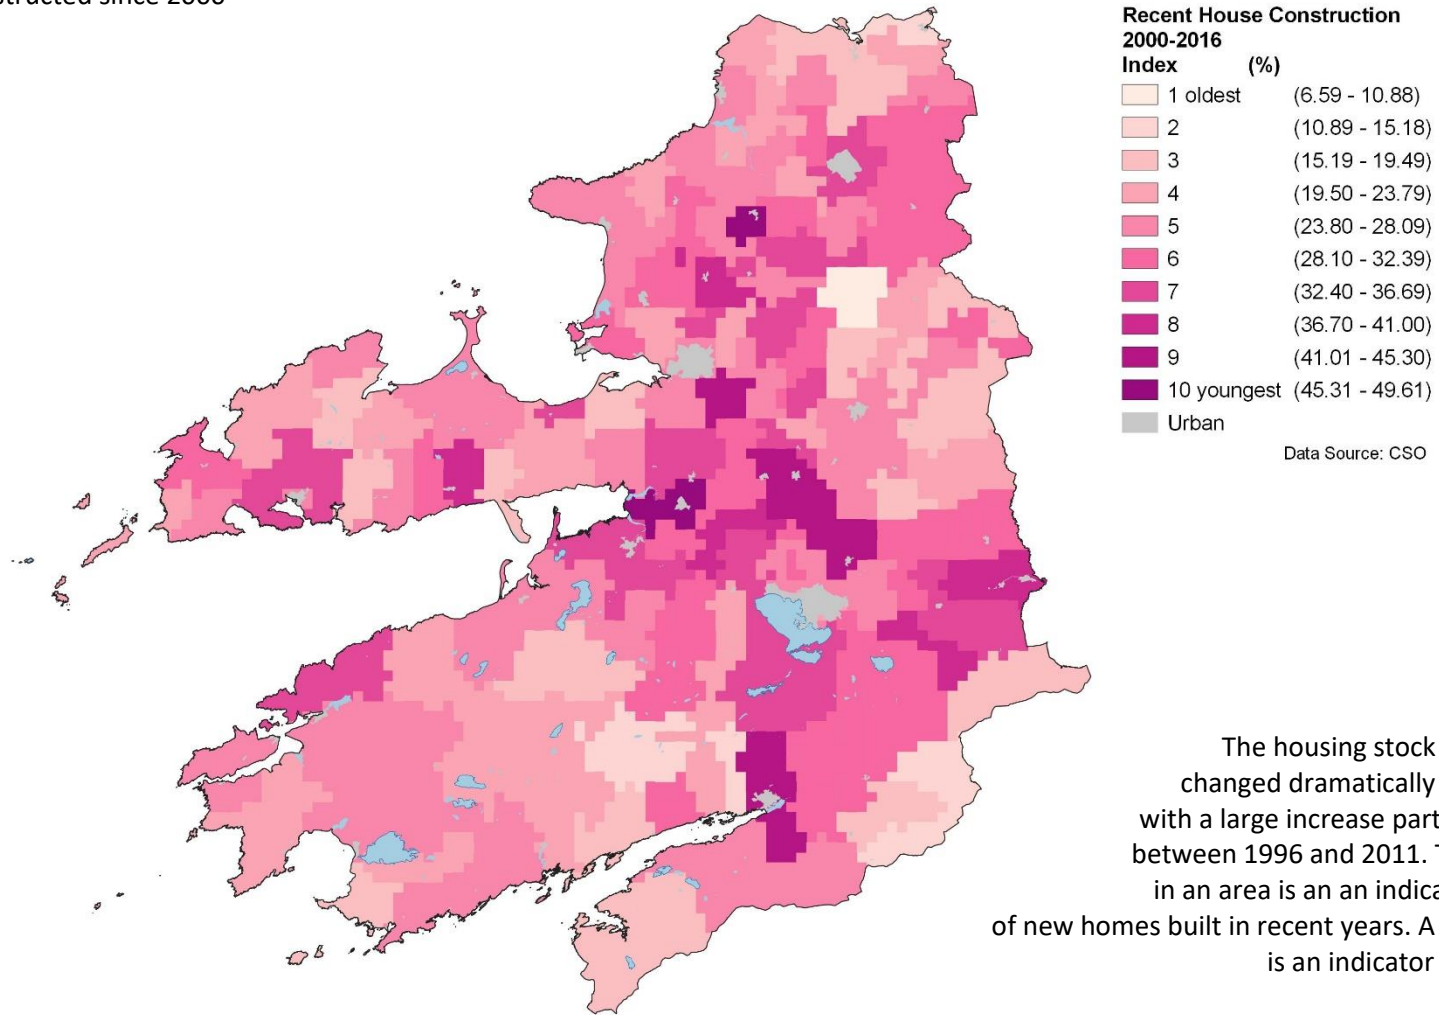 Recent House Construction
2000-2016
Index (%)
1 oldest (6.59 - 10.88)
2 (10.89 - 15.18)
3 (15.19 - 19.49)
4 (19.50 - 23.79)
5 (23.80 - 28.09)
6 (28.10 - 32.39)
7 (32.40 - 36.69)
8 (36.70 - 41.00)
9 (41.01 - 45.30)
10 youngest (45.31 - 49.61)
Urban
Data Source: CSO
The housing stock
changed dramatically
with a large increase part
between 1996 and 2011.
in an area is an an indica
of new homes built in recent years. A
is an indicator